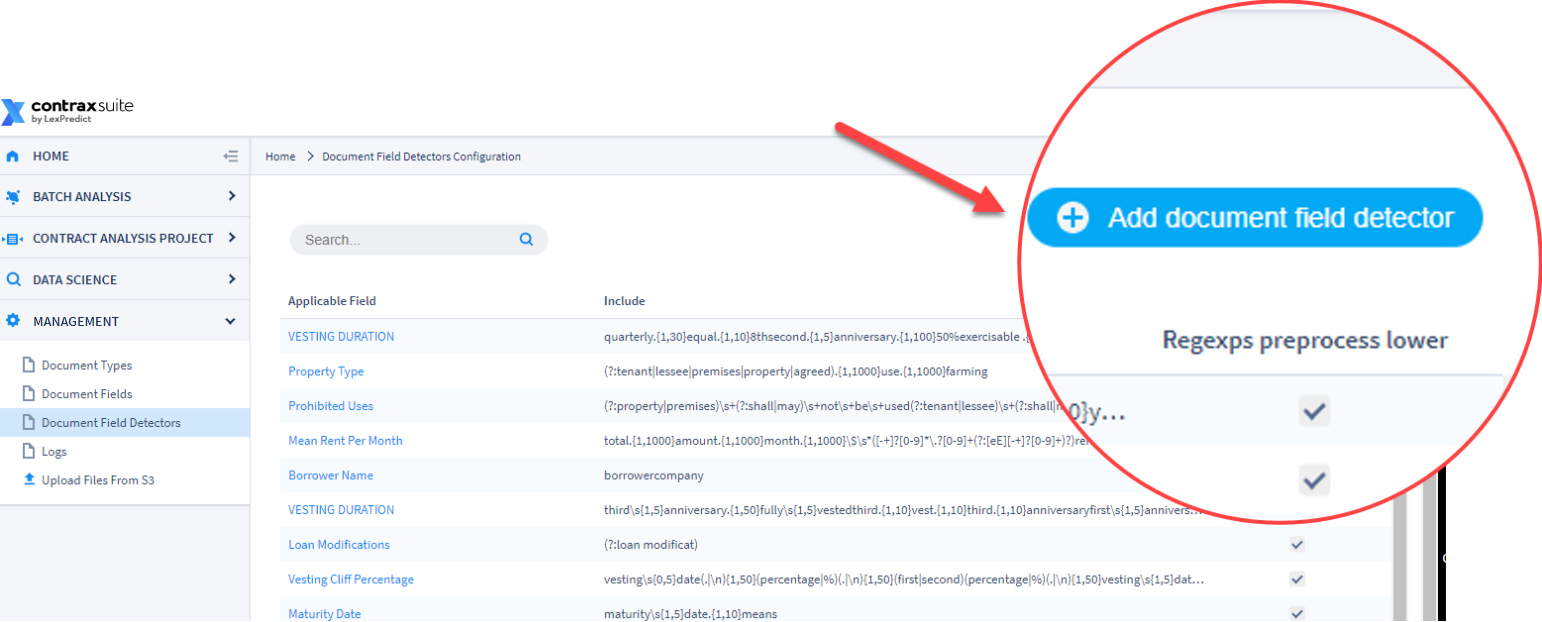 contraxsuite
by LexPredict
HOME
Home > Document Field Detectors Configuration
BATCH ANALYSIS
CONTRACT ANALYSIS PROJECT
DATA SCIENCE
MANAGEMENT
Document Types
Document Fields
Document Field Detectors
Logs
Upload Files From S3
Search...
Add document field detector
Applicable Field Include
Regexps preprocess lower
VESTING DURATION quarterly.{1,30}equal.{1,10}8thsecond.{1,5}anniversary.{1,100}50%exercisable .{
Property Type (?:tenant|lessee|premises|property|agreed).{1,1000}use.{1,1000}farming
Prohibited Uses (?:property|premises)\s+(?:shall|may)\s+not\s+be\s+used(?:tenant|lessee)\s+(?:shall|
0}y...
Mean Rent Per Month total.{1,1000}amount.{1,1000}month.{1,1000}\$\s*([-+]?[0-9]*\.?[0-9]+(?:[eE][-+]?[0-9]+)?)re
Borrower Name borrowercompany
VESTING DURATION third\s{1,5}anniversary.{1,50}fully\s{1,5}vestedthird.{1,10}vest.{1,10}third.{1,10}anniversaryfirst\s{1,5}annivers...
Loan Modifications (?:loan modificat)
Vesting Cliff Percentage vesting\s{0,5}date(.|\n){1,50}(percentage|%)(.|\n){1,50}(first|second)(percentage|%)(.|\n){1,50}vesting\s{1,5}dat...
Maturity Date maturity\s{1,5}date.{1,10}means